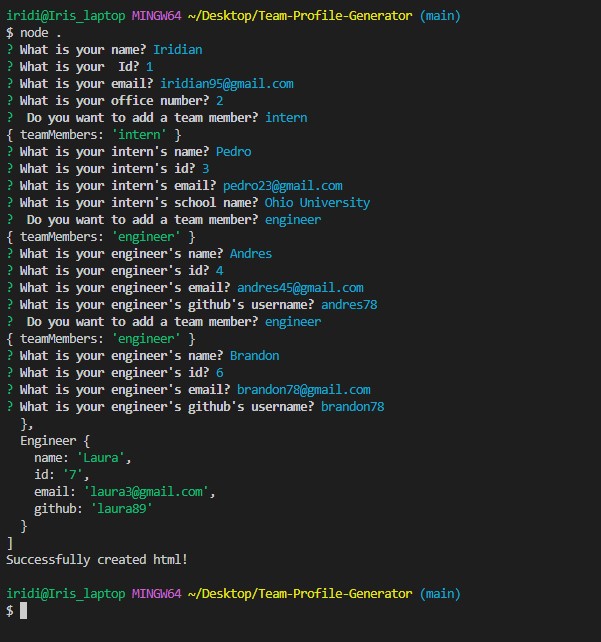 iridi@Iris_laptop MINGW64 ~/Desktop/Team-Profile-Generator (main)
$ node .
? What is your name? Iridian
? What is your  Id? 1
? What is your email? iridian95@gmail.com
? What is your office number? 2
?  Do you want to add a team member? intern
{ teamMembers: 'intern' }
? What is your intern's name? Pedro
? What is your intern's id? 3
? What is your intern's email? pedro23@gmail.com
? What is your intern's school name? Ohio University
?  Do you want to add a team member? engineer
{ teamMembers: 'engineer' }
? What is your engineer's name? Andres
? What is your engineer's id? 4
? What is your engineer's email? andres45@gmail.com
? What is your engineer's github's username? andres78
?  Do you want to add a team member? engineer
{ teamMembers: 'engineer' }
? What is your engineer's name? Brandon
? What is your engineer's id? 6
? What is your engineer's email? brandon78@gmail.com
? What is your engineer's github's username? brandon78
  },
  Engineer {
    name: 'Laura',
    id: '7',
    email: 'laura3@gmail.com',
    github: 'laura89'
  }
]
Successfully created html!
iridi@Iris_laptop MINGW64 ~/Desktop/Team-Profile-Generator (main)
$